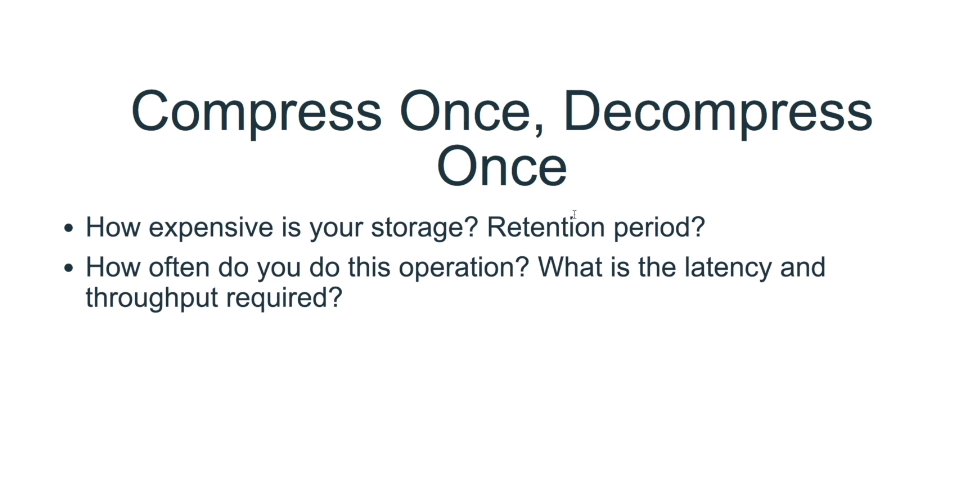 Compress Once, Decompress
Once
• How expensive is your storage? Retention period?
• How often do you do this operation? What is the latency and
throughput required?